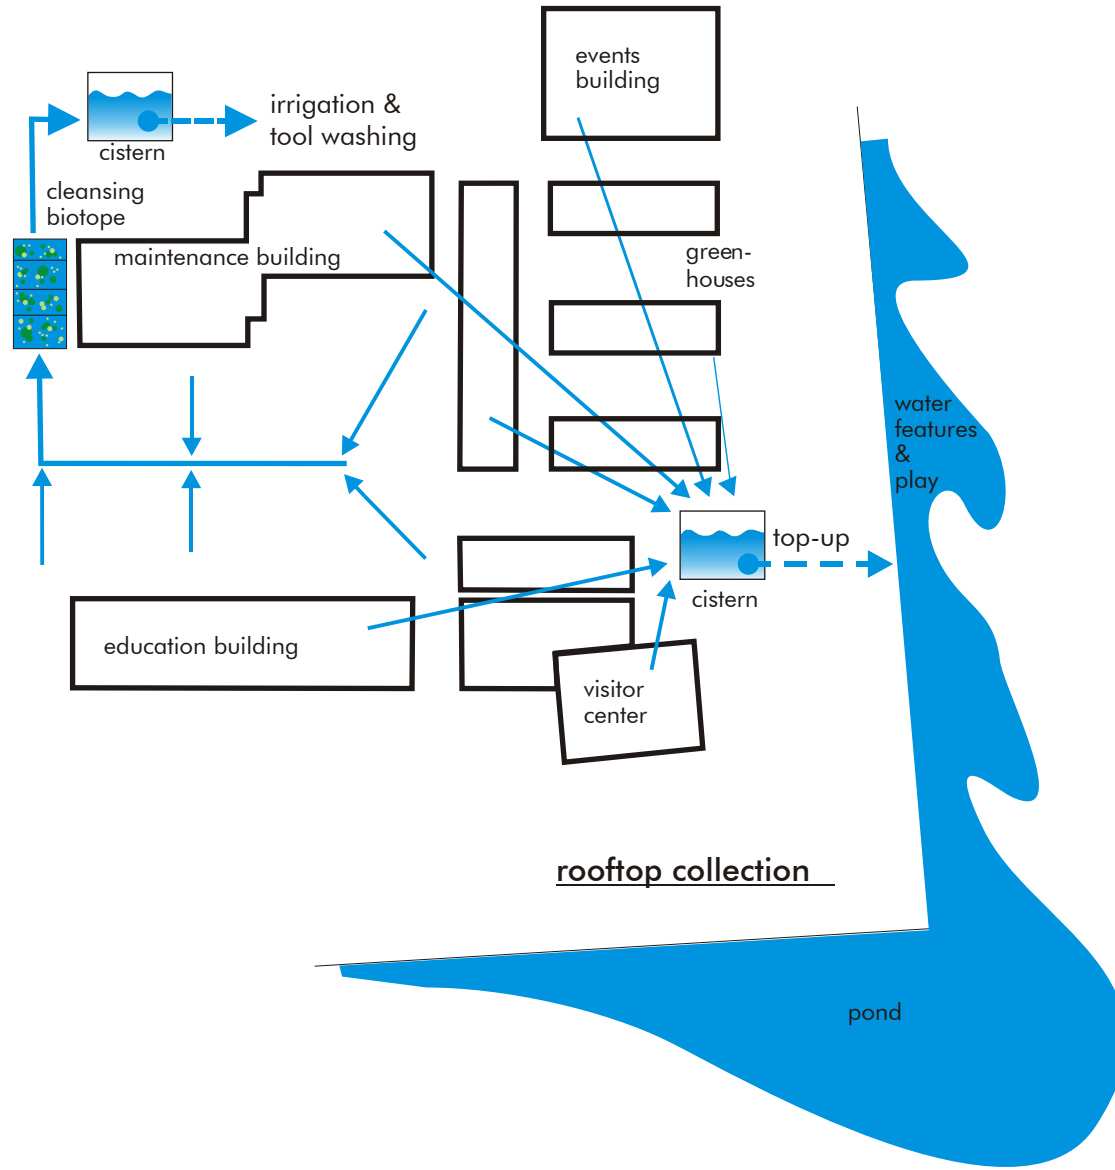 events
building
irrigation &
tool washing
cistern
cleansing
biotope
maintenance building
green-
houses
water
features
&
play
top-up
cistern
education building
visitor
center
rooftop collection
pond